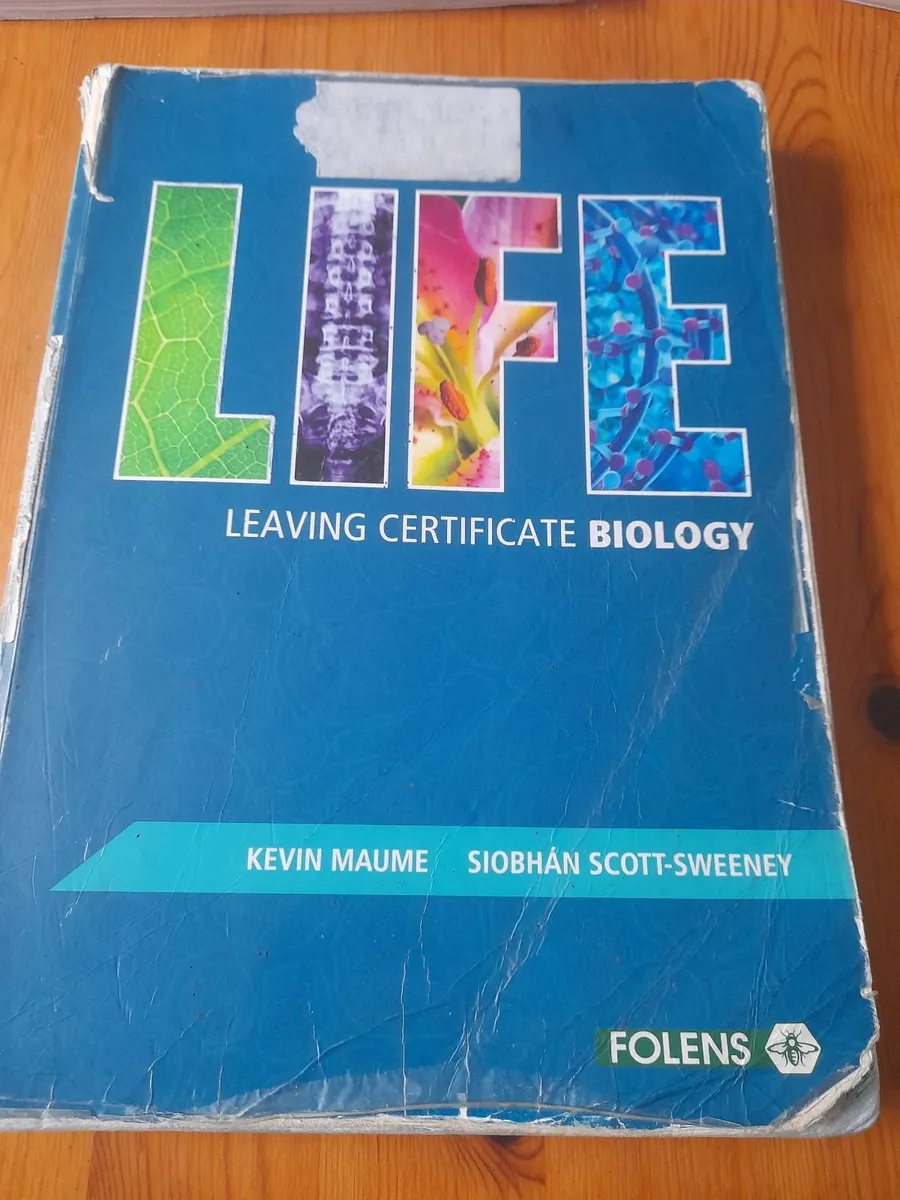 LIFE
LEAVING CERTIFICATE BIOLOGY
KEVIN MAUME SIOBHÁN SCOTT-SWEENEY
FOLENS